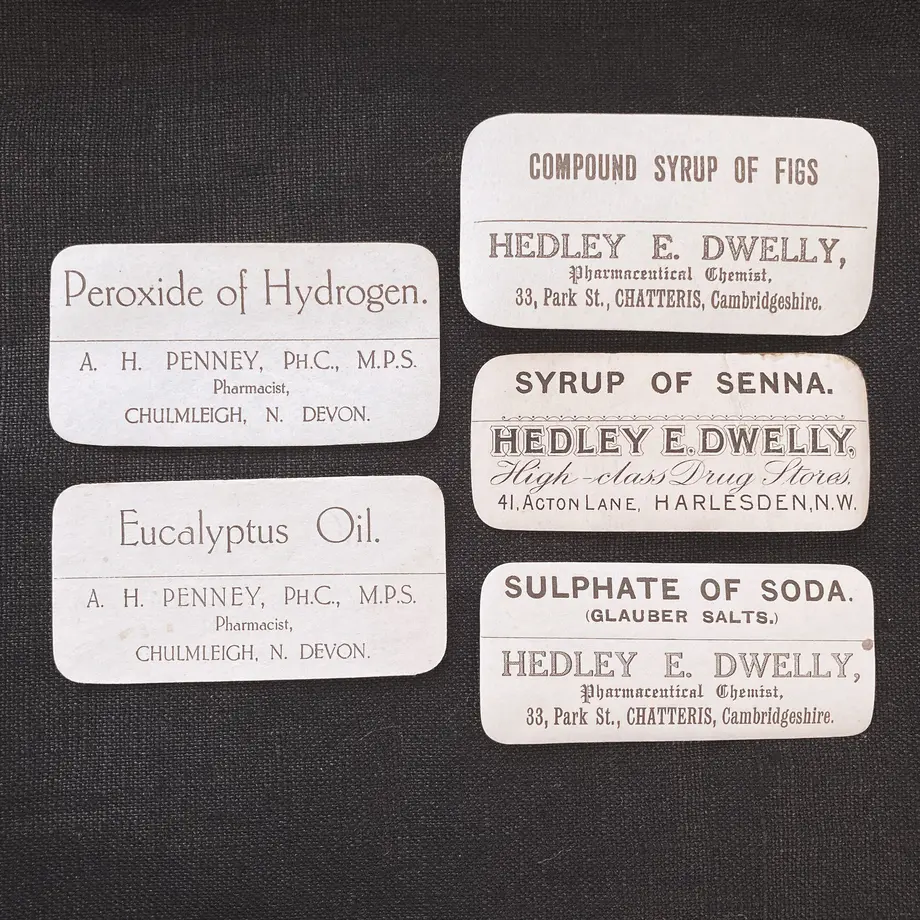 Peroxide of Hydrogen.
A. H. PENNEY, PH.C., M.P.S.
Pharmacist,
CHULMLEIGH, N. DEVON.
Eucalyptus Oil.
A. H. PENNEY, PH.C., M.P.S.
Pharmacist,
CHULMLEIGH, N. DEVON.
COMPOUND SYRUP OF FIGS
HEDLEY E. DWELLY,
Pharmaceutical Chemist,
33, Park St., CHATTERIS, Cambridgeshire.
SYRUP OF SENNA.
HEDLEY E. DWELLY,
High-class Drug Stores.
41, ACTON LANE, HARLESDEN, N.W.
SULPHATE OF SODA.
(GLAUBER SALTS.)
HEDLEY E. DWELLY,
Pharmaceutical Chemist,
33, Park St., CHATTERIS, Cambridgeshire.